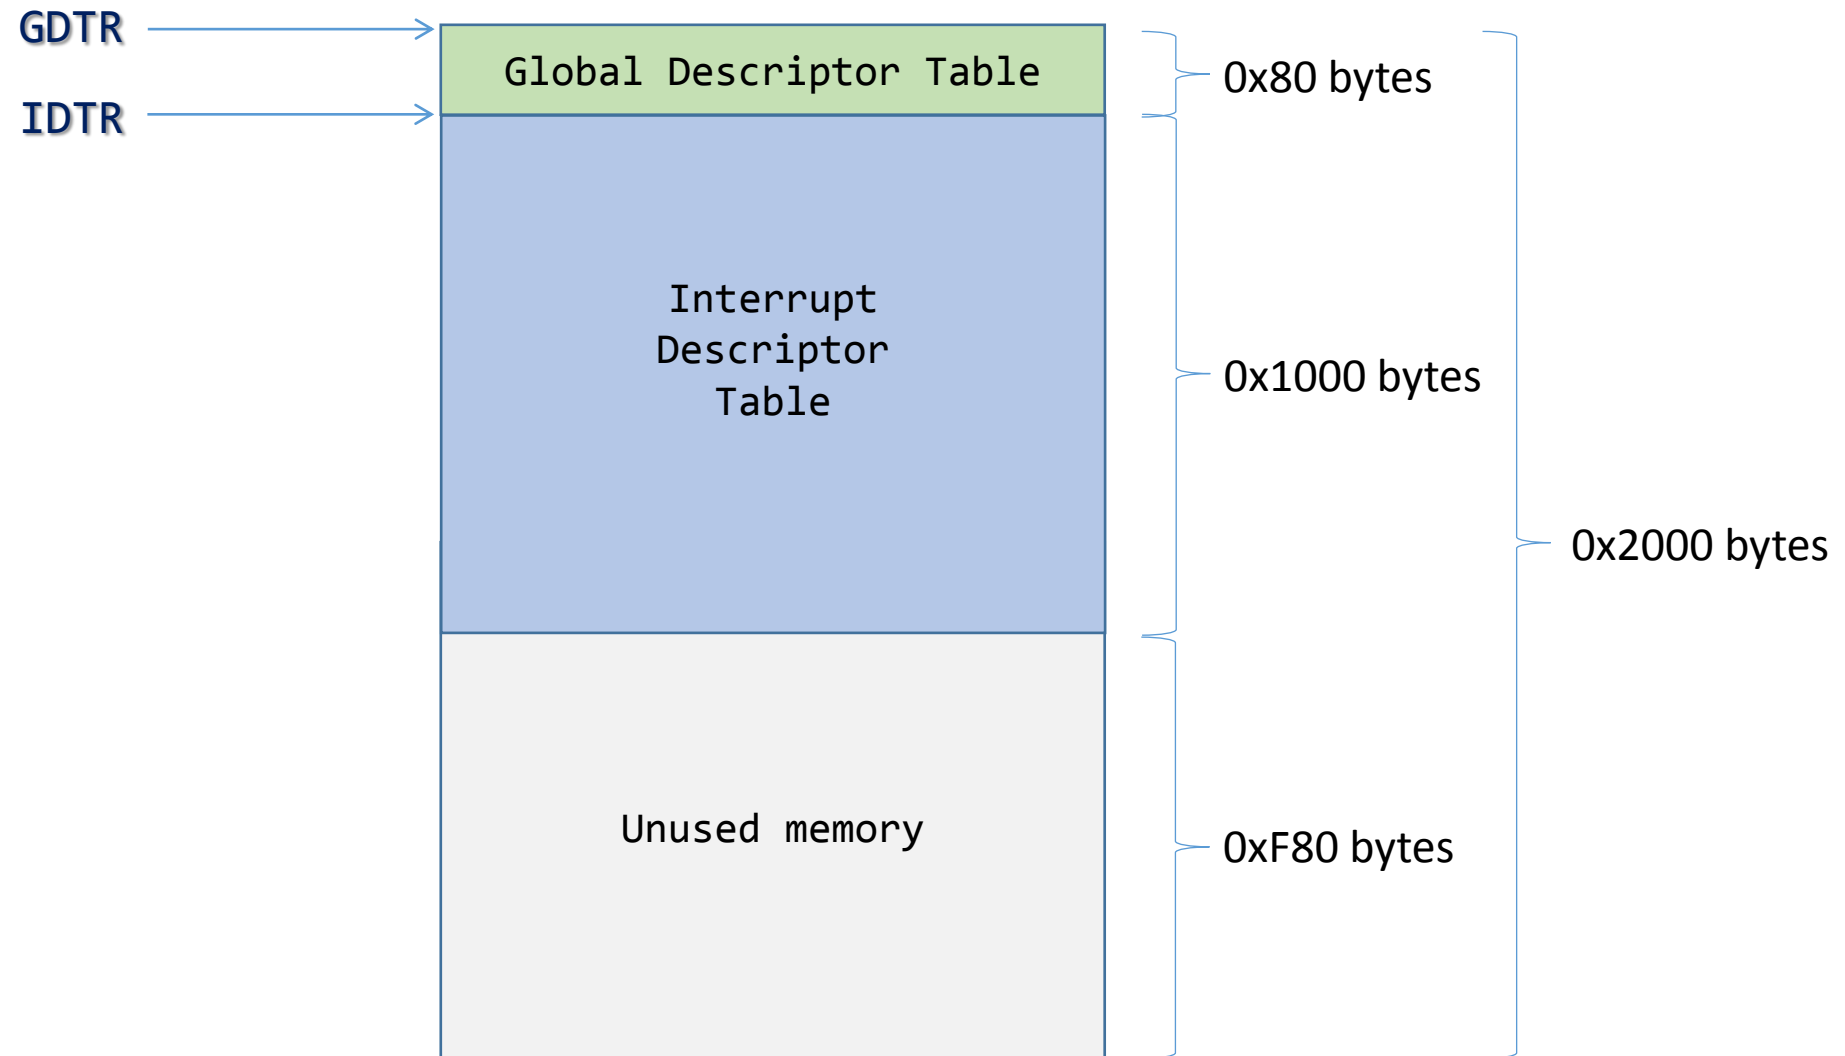 GDTR
Global Descriptor Table
0x80 bytes
IDTR
Interrupt
Descriptor
Table
0x1000 bytes
0x2000 bytes
Unused memory
0xF80 bytes